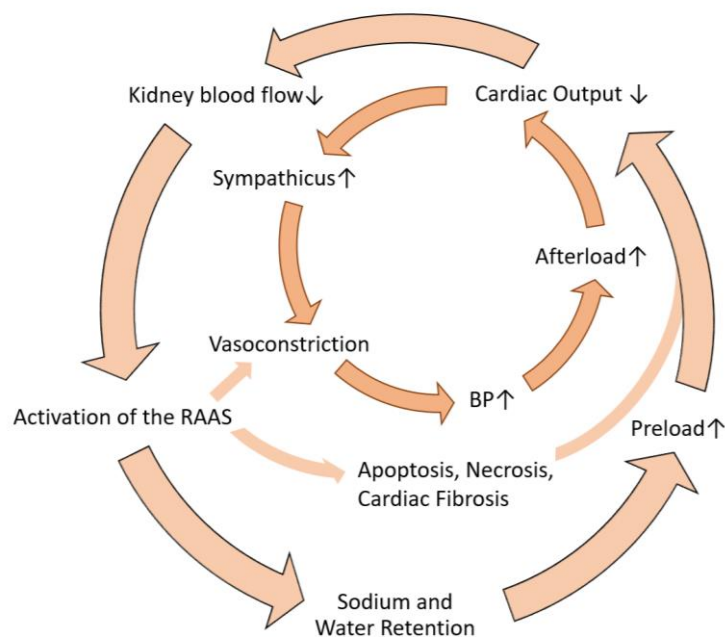 Kidney blood flow↓
Cardiac Output ↓
Sympathicus↑
Afterload↑
Vasoconstriction
BP↑
Activation of the RAAS
Preload↑
Apoptosis, Necrosis,
Cardiac Fibrosis
Sodium and
Water Retention